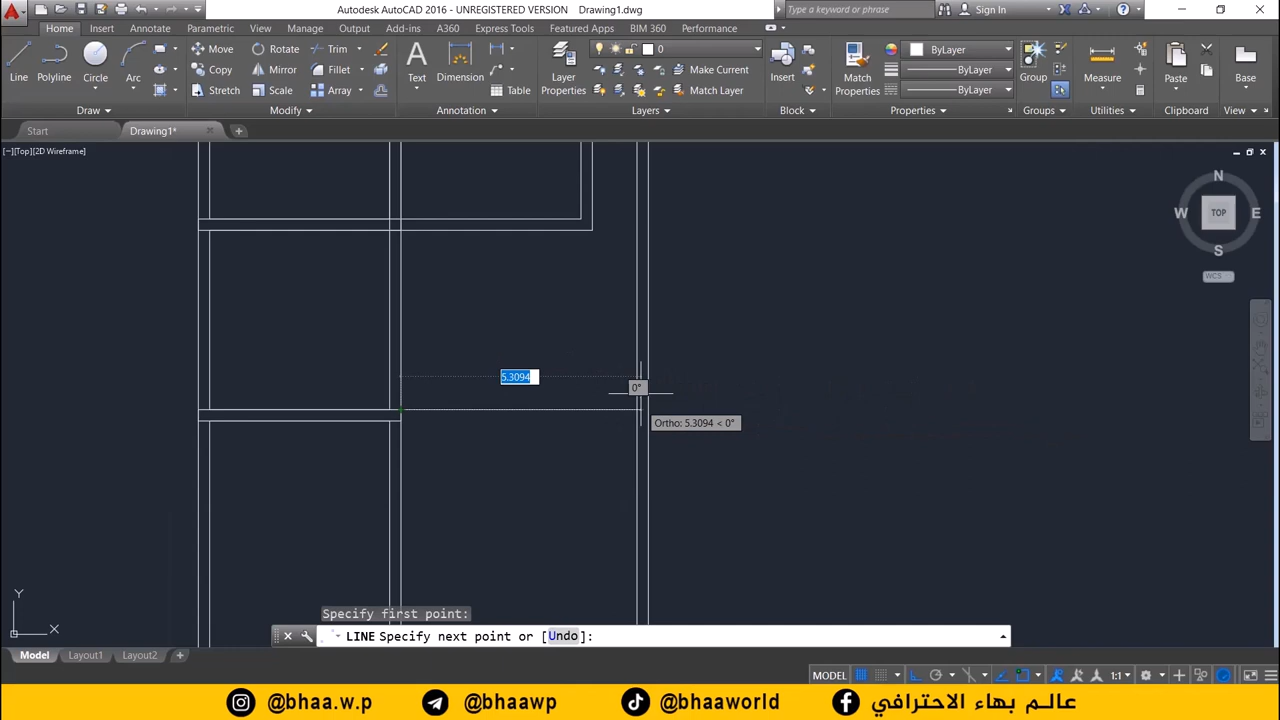 Autodesk AutoCAD 2016 - UNREGISTERED VERSION Drawing1.dwg
Type a keyword or phrase
Sign In
Home Insert Annotate Parametric View Manage Output Add-ins A360 Express Tools Featured Apps BIM 360 Performance
Line Polyline Circle Arc
Move Rotate Trim
Copy Mirror Fillet
Stretch Scale Array
Text Dimension Table
Layer Properties
0
Make Current
Match Layer
Insert
Match Properties
ByLayer
ByLayer
ByLayer
Group
Measure
Paste
Base
Draw Modify Annotation Layers Block Properties Groups Utilities Clipboard View
Start Drawing1*
[−][Top][2D Wireframe]
N
W TOP E
S
WCS
5.3094
0°
Ortho: 5.3094 < 0°
Y
X
Specify first point:
LINE Specify next point or [Undo]:
Model Layout1 Layout2
MODEL 1:1
@bhaa.w.p @bhaawp @bhaaworld عالم بهاء الاحترافي